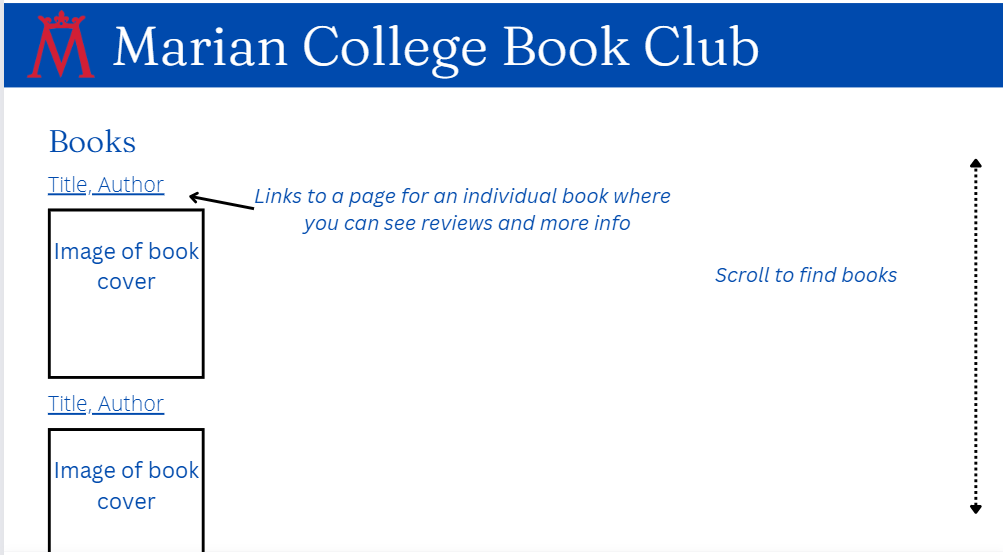 Marian College Book Club
Books
Title, Author
Links to a page for an individual book where
you can see reviews and more info
Image of book
cover
Scroll to find books
Title, Author
Image of book
cover